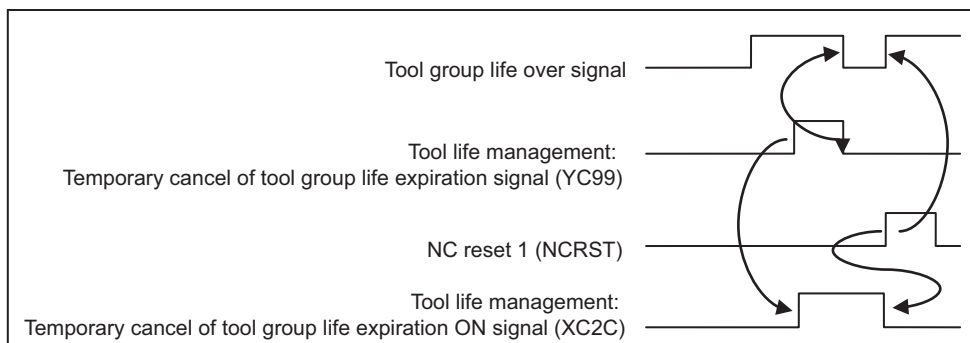 Tool group life over signal
Tool life management:
Temporary cancel of tool group life expiration signal (YC99)
NC reset 1 (NCRST)
Tool life management:
Temporary cancel of tool group life expiration ON signal (XC2C)